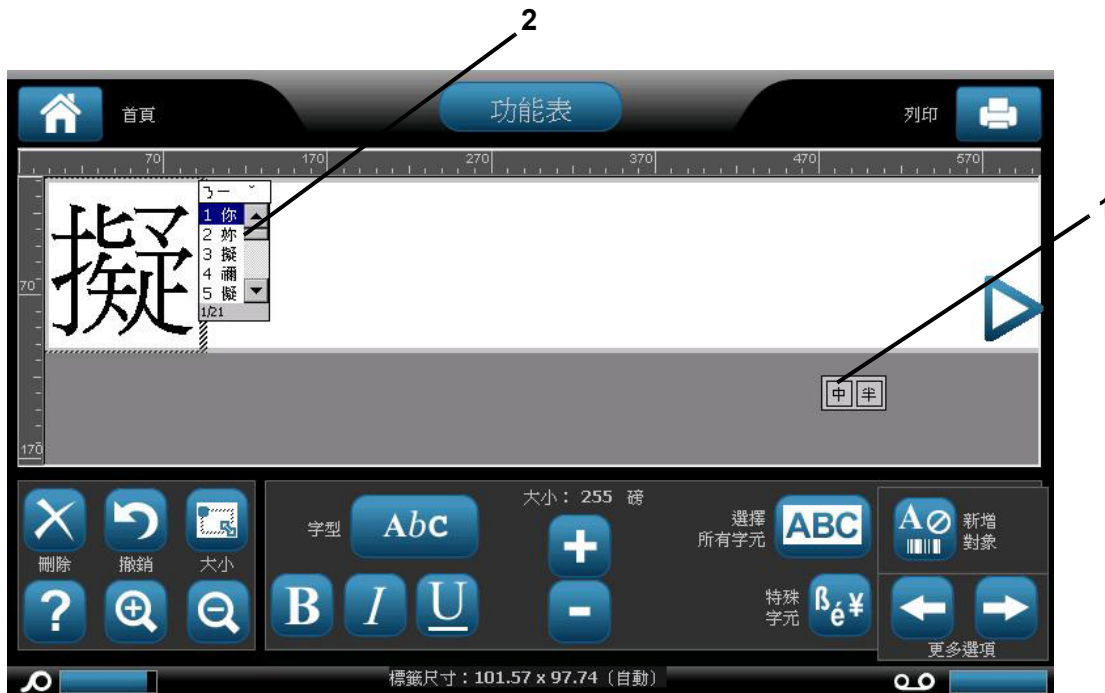 2
1
首頁
功能表
列印
70 170 270 370 470 570
ㄋㄧ ˇ
1 你
2 妳
3 擬
4 禰
5 儗
1/21
擬
70
170
中 半
刪除
撤銷
大小
字型
AbC
大小：255 磅
選擇
所有字元
ABC
新增
對象
?
B I U
特殊
字元
ßé¥
更多選項
標籤尺寸：101.57 x 97.74（自動）